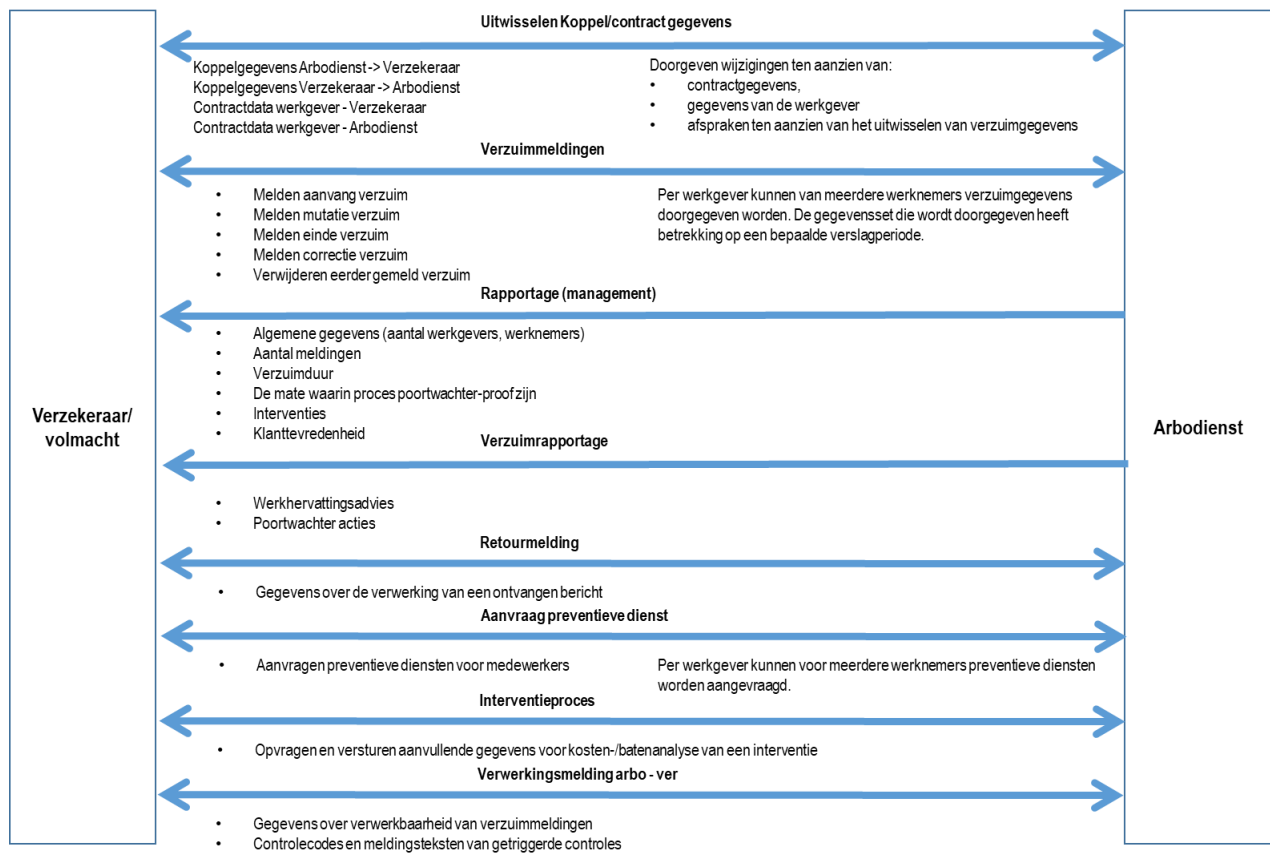 Uitwisselen Koppel/contract gegevens
Koppelgegevens Arbodienst -> Verzekeraar
Koppelgegevens Verzekeraar -> Arbodienst
Contractdata werkgever - Verzekeraar
Contractdata werkgever - Arbodienst
Doorgeven wijzigingen ten aanzien van:
• contractgegevens,
• gegevens van de werkgever
• afspraken ten aanzien van het uitwisselen van verzuimgegevens
Verzuimmeldingen
• Melden aanvang verzuim
• Melden mutatie verzuim
• Melden einde verzuim
• Melden correctie verzuim
• Verwijderen eerder gemeld verzuim
Per werkgever kunnen van meerdere werknemers verzuimgegevens
doorgegeven worden. De gegevensset die wordt doorgegeven heeft
betrekking op een bepaalde verslagperiode.
Rapportage (management)
• Algemene gegevens (aantal werkgevers, werknemers)
• Aantal meldingen
• Verzuimduur
• De mate waarin proces poortwachter-proof zijn
• Interventies
• Klanttevredenheid
Verzekeraar/
volmacht
Arbodienst
Verzuimrapportage
• Werkhervattingsadvies
• Poortwachter acties
Retourmelding
• Gegevens over de verwerking van een ontvangen bericht
Aanvraag preventieve dienst
• Aanvragen preventieve diensten voor medewerkers
Per werkgever kunnen voor meerdere werknemers preventieve diensten
worden aangevraagd.
Interventieproces
• Opvragen en versturen aanvullende gegevens voor kosten-/batenanalyse van een interventie
Verwerkingsmelding arbo - ver
• Gegevens over verwerkbaarheid van verzuimmeldingen
• Controlecodes en meldingsteksten van getriggerde controles